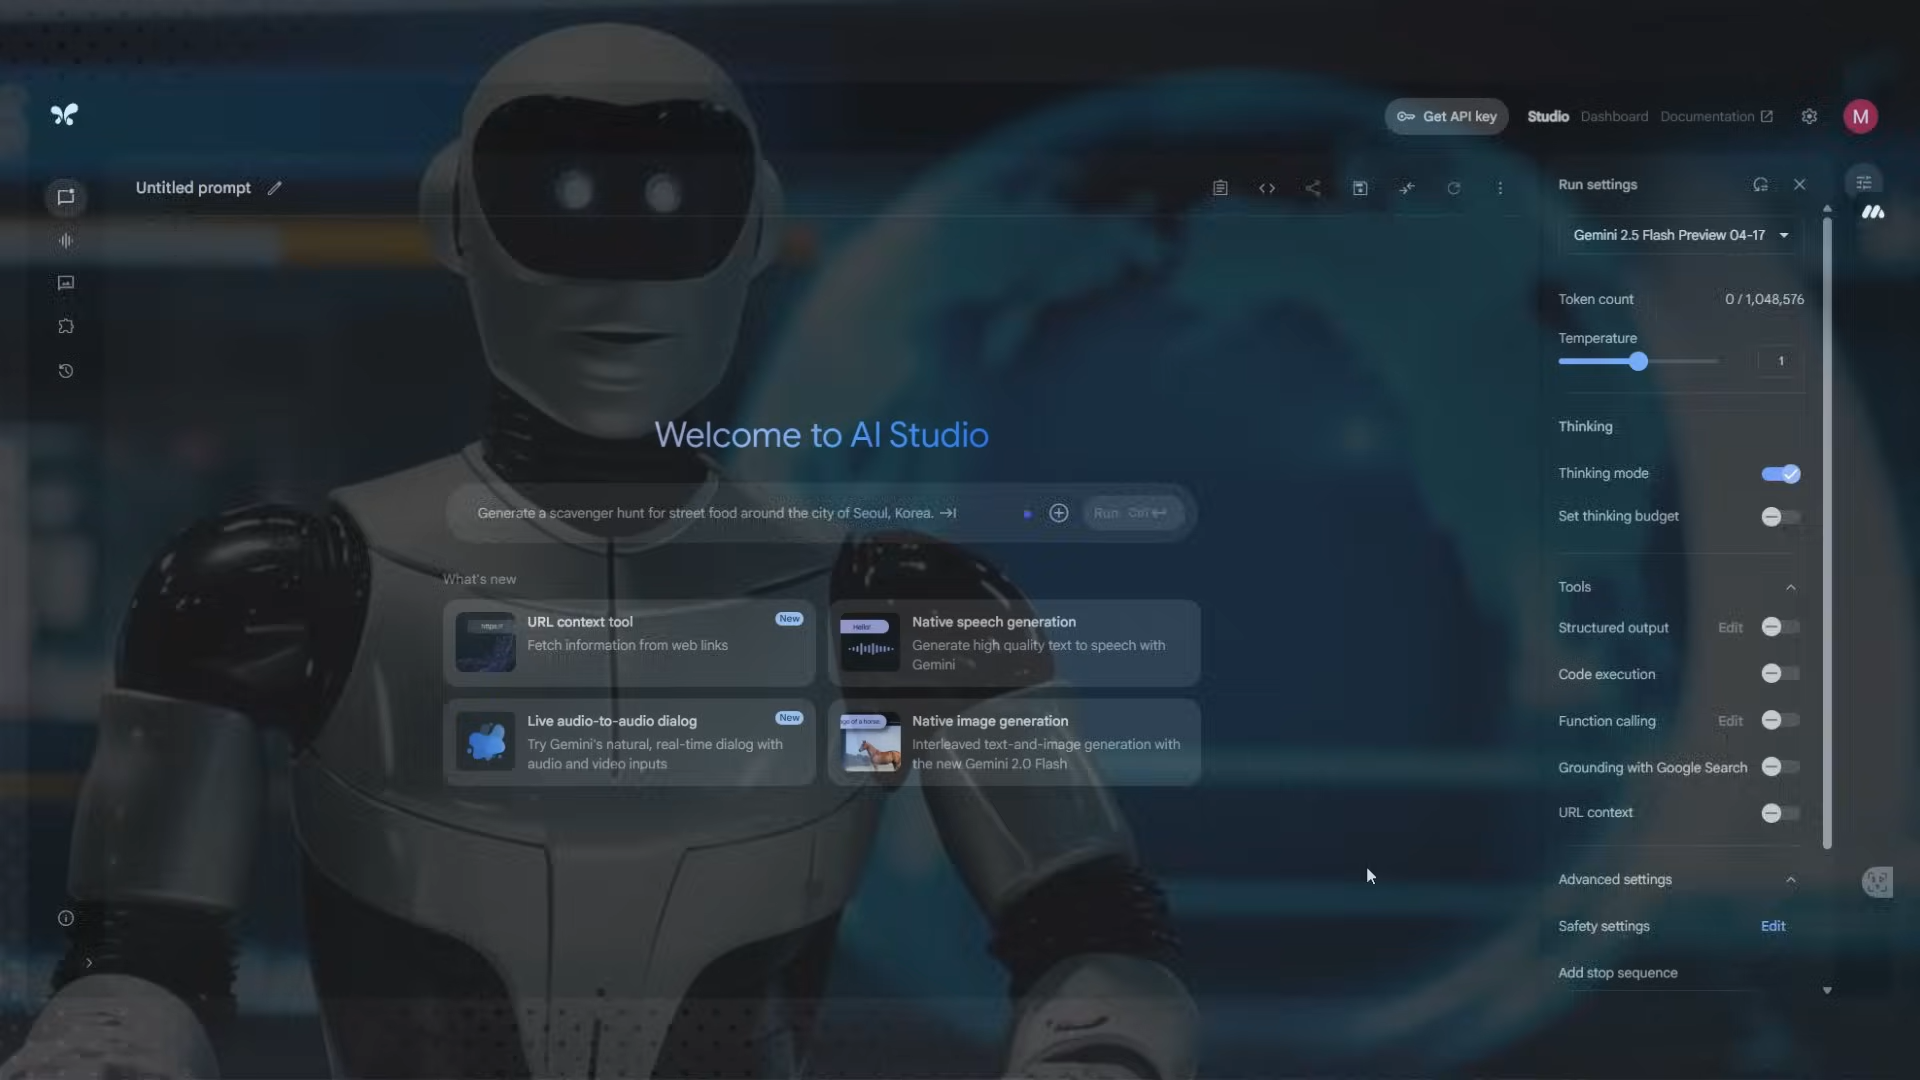 Get API key
Studio
Dashboard
Documentation
M
Untitled prompt
Run settings
Gemini 2.5 Flash Preview 04-17
Token count
0 / 1,048,576
Temperature
1
Welcome to AI Studio
Thinking
Thinking mode
Set thinking budget
Generate a scavenger hunt for street food around the city of Seoul, Korea.
Run Ctrl
What's new
URL context tool
New
Fetch information from web links
https://
Native speech generation
Generate high quality text to speech with
Gemini
Hello!
Live audio-to-audio dialog
New
Try Gemini's natural, real-time dialog with
audio and video inputs
Native image generation
Interleaved text-and-image generation with
the new Gemini 2.0 Flash
of a horse
Tools
Structured output
Edit
Code execution
Function calling
Edit
Grounding with Google Search
URL context
Advanced settings
Safety settings
Edit
Add stop sequence